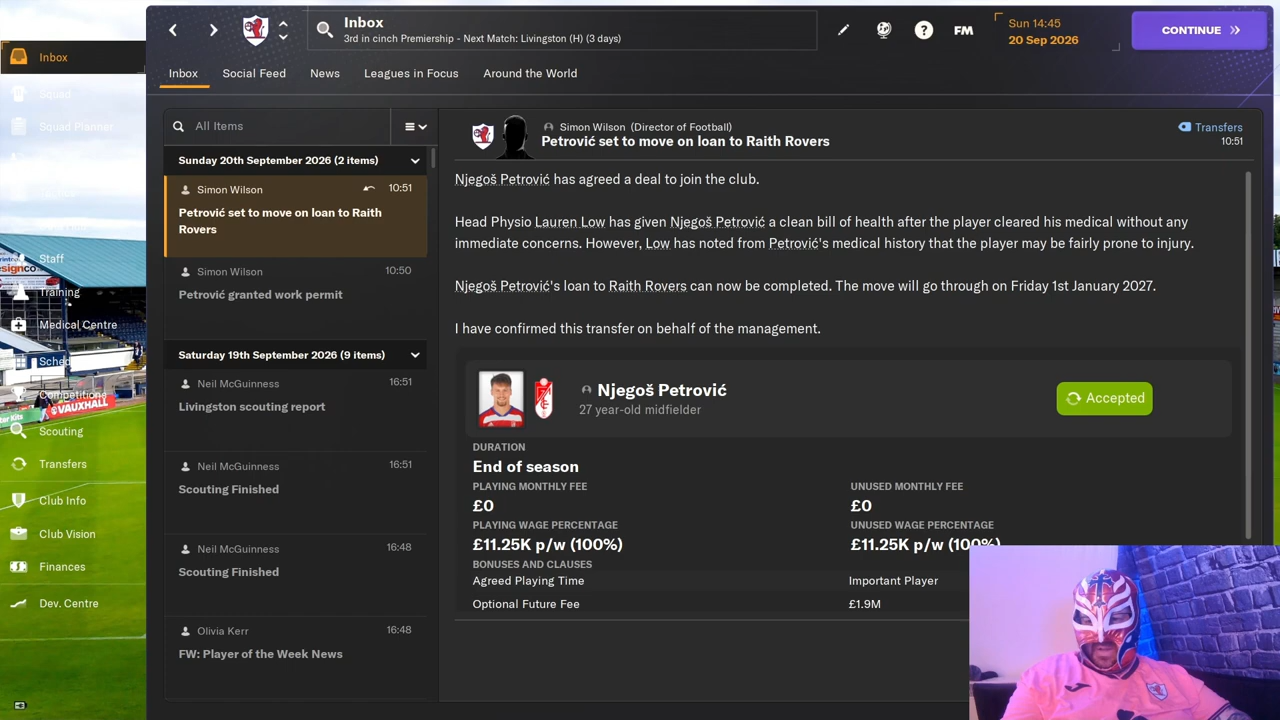 Inbox
3rd in cinch Premiership - Next Match: Livingston (H) (3 days)
FM
Sun 14:45
20 Sep 2026
CONTINUE
Inbox
Social Feed
News
Leagues in Focus
Around the World
Inbox
Squad
Squad Planner
Staff
Training
Medical Centre
Sched
Competitions
VAUXHALL
Scouting
Transfers
Club Info
Club Vision
Finances
Dev. Centre
All Items
Sunday 20th September 2026 (2 items)
Simon Wilson
10:51
Petrović set to move on loan to Raith
Rovers
Simon Wilson
10:50
Petrović granted work permit
Saturday 19th September 2026 (9 items)
Neil McGuinness
16:51
Livingston scouting report
Neil McGuinness
16:51
Scouting Finished
Neil McGuinness
16:48
Scouting Finished
Olivia Kerr
16:48
FW: Player of the Week News
Simon Wilson (Director of Football)
Petrović set to move on loan to Raith Rovers
Transfers
10:51
Njegoš Petrović has agreed a deal to join the club.
Head Physio Lauren Low has given Njegoš Petrović a clean bill of health after the player cleared his medical without any
immediate concerns. However, Low has noted from Petrović's medical history that the player may be fairly prone to injury.
Njegoš Petrović's loan to Raith Rovers can now be completed. The move will go through on Friday 1st January 2027.
I have confirmed this transfer on behalf of the management.
Njegoš Petrović
27 year-old midfielder
Accepted
DURATION
End of season
PLAYING MONTHLY FEE
£0
UNUSED MONTHLY FEE
£0
PLAYING WAGE PERCENTAGE
£11.25K p/w (100%)
UNUSED WAGE PERCENTAGE
£11.25K p/w (100%)
BONUSES AND CLAUSES
Agreed Playing Time
Important Player
Optional Future Fee
£1.9M